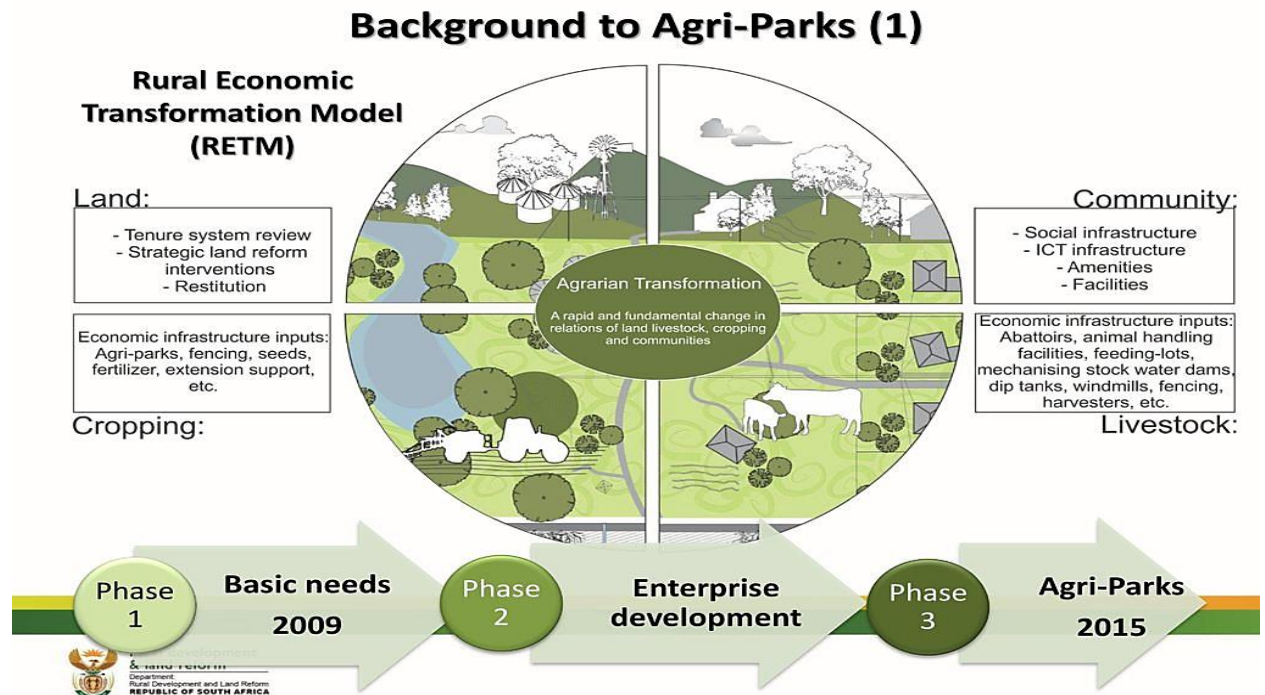 Background to Agri-Parks (1)
Rural Economic
Transformation Model
(RETM)
Land:
- Tenure system review
- Strategic land reform
interventions
- Restitution
Economic infrastructure inputs:
Agri-parks, fencing, seeds,
fertilizer, extension support,
etc.
Cropping:
Agrarian Transformation
A rapid and fundamental change in
relations of land livestock, cropping
and communities
Community:
- Social infrastructure
- ICT infrastructure
- Amenities
- Facilities
Economic infrastructure inputs:
Abattoirs, animal handling
facilities, feeding-lots,
mechanising stock water dams,
dip tanks, windmills, fencing,
harvesters, etc.
Livestock:
Phase
1
Basic needs
2009
Phase
2
Enterprise
development
Phase
3
Agri-Parks
2015
development
& land reform
Department:
Rural Development and Land Reform
REPUBLIC OF SOUTH AFRICA